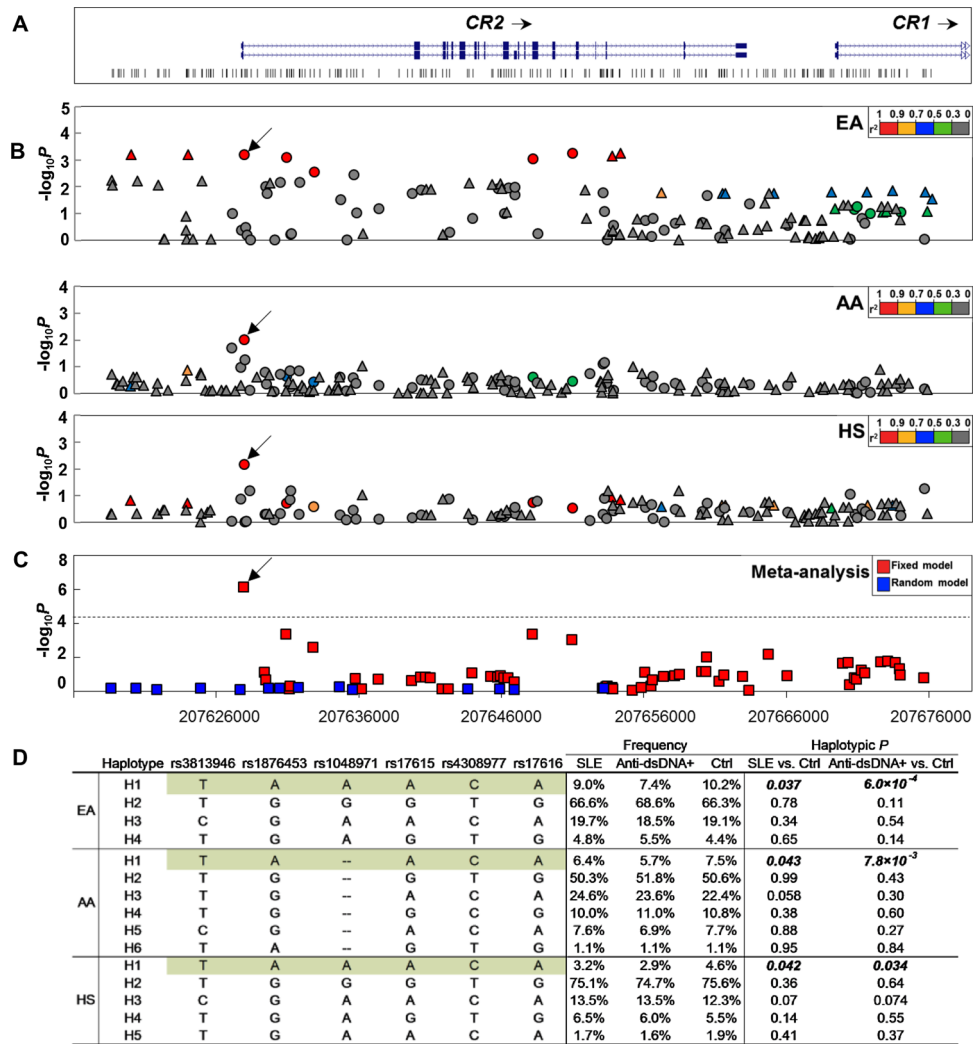 A
CR2 →
CR1 →
B
5
4
3
2
1
0
-log10P
EA
1 0.9 0.7 0.5 0.3 0
r²
4
3
2
1
0
-log10P
AA
1 0.9 0.7 0.5 0.3 0
r²
4
3
2
1
0
-log10P
HS
1 0.9 0.7 0.5 0.3 0
r²
C
8
6
4
2
0
-log10P
Meta-analysis
Fixed model
Random model
207626000 207636000 207646000 207656000 207666000 207676000
D
Frequency Haplotypic P
Haplotype rs3813946 rs1876453 rs1048971 rs17615 rs4308977 rs17616 SLE Anti-dsDNA+ Ctrl SLE vs. Ctrl Anti-dsDNA+ vs. Ctrl
EA
H1 T A A A C A 9.0% 7.4% 10.2% 0.037 6.0×10⁻⁴
H2 T G G G T G 66.6% 68.6% 66.3% 0.78 0.11
H3 C G A A C A 19.7% 18.5% 19.1% 0.34 0.54
H4 T G A G T G 4.8% 5.5% 4.4% 0.65 0.14
AA
H1 T A -- A C A 6.4% 5.7% 7.5% 0.043 7.8×10⁻³
H2 T G -- G T G 50.3% 51.8% 50.6% 0.99 0.43
H3 T G -- A C A 24.6% 23.6% 22.4% 0.058 0.30
H4 T G -- G C G 10.0% 11.0% 10.8% 0.38 0.60
H5 C G -- A C A 7.6% 6.9% 7.7% 0.88 0.27
H6 T A -- G T G 1.1% 1.1% 1.1% 0.95 0.84
HS
H1 T A A A C A 3.2% 2.9% 4.6% 0.042 0.034
H2 T G G G T G 75.1% 74.7% 75.6% 0.36 0.64
H3 C G A A C A 13.5% 13.5% 12.3% 0.07 0.074
H4 T G A G T G 6.5% 6.0% 5.5% 0.14 0.55
H5 T G A A C A 1.7% 1.6% 1.9% 0.41 0.37